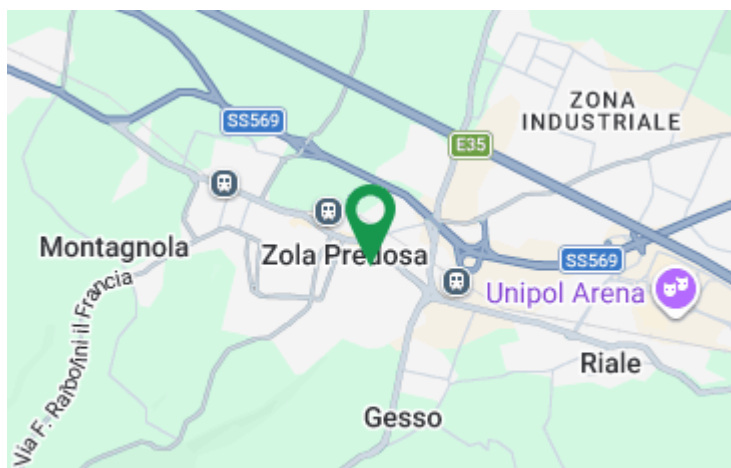 ZONA
INDUSTRIALE
SS569
E35
Montagnola
Zola Predosa
SS569
Unipol Arena
Via F. Raibolini il Francia
Riale
Gesso